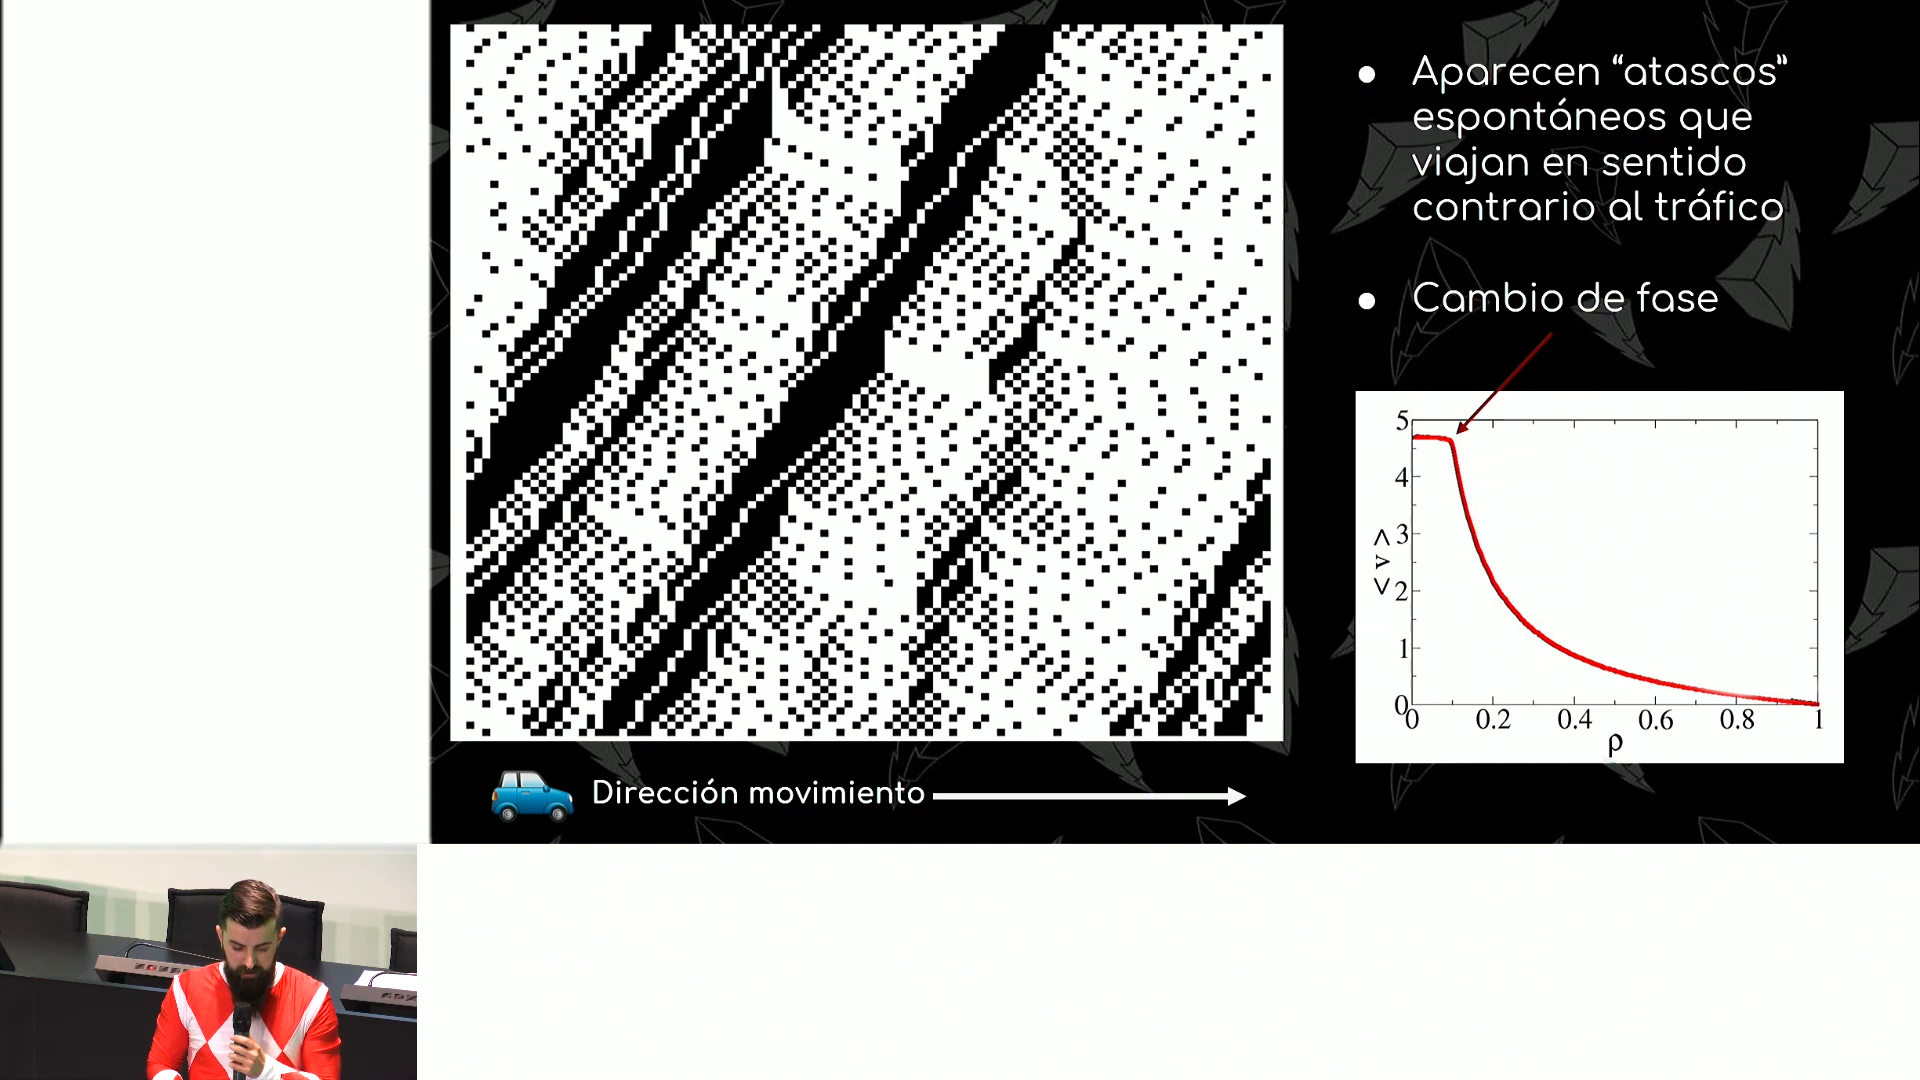 ● Aparecen “atascos”
espontáneos que
viajan en sentido
contrario al tráfico
● Cambio de fase
5
4
3
2
1
0
< v >
0 0.2 0.4 0.6 0.8 1
ρ
Dirección movimiento